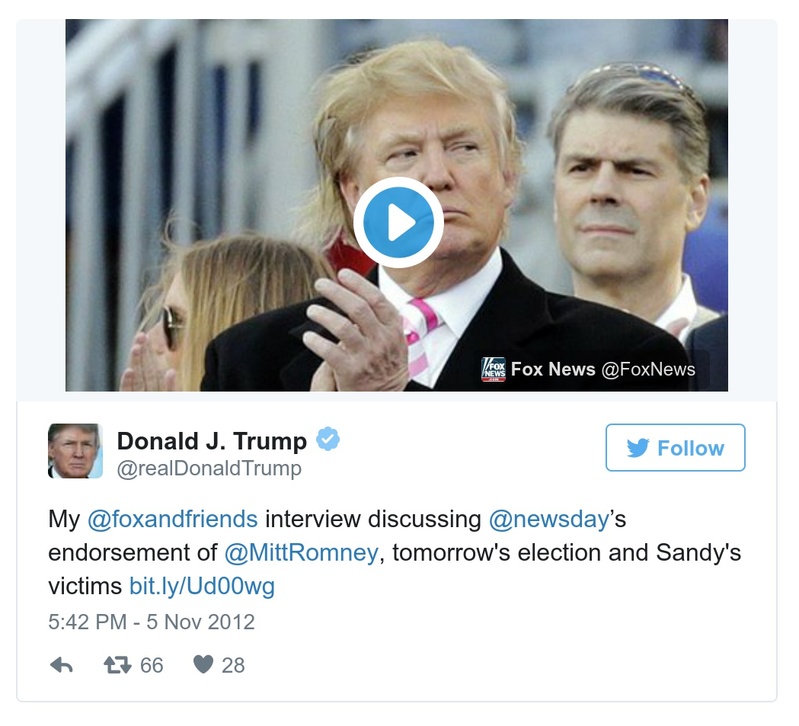 FOX
NEWS
Fox News @FoxNews
Donald J. Trump
@realDonaldTrump
Follow
My @foxandfriends interview discussing @newsday’s
endorsement of @MittRomney, tomorrow's election and Sandy's
victims bit.ly/Ud00wg
5:42 PM - 5 Nov 2012
66 28